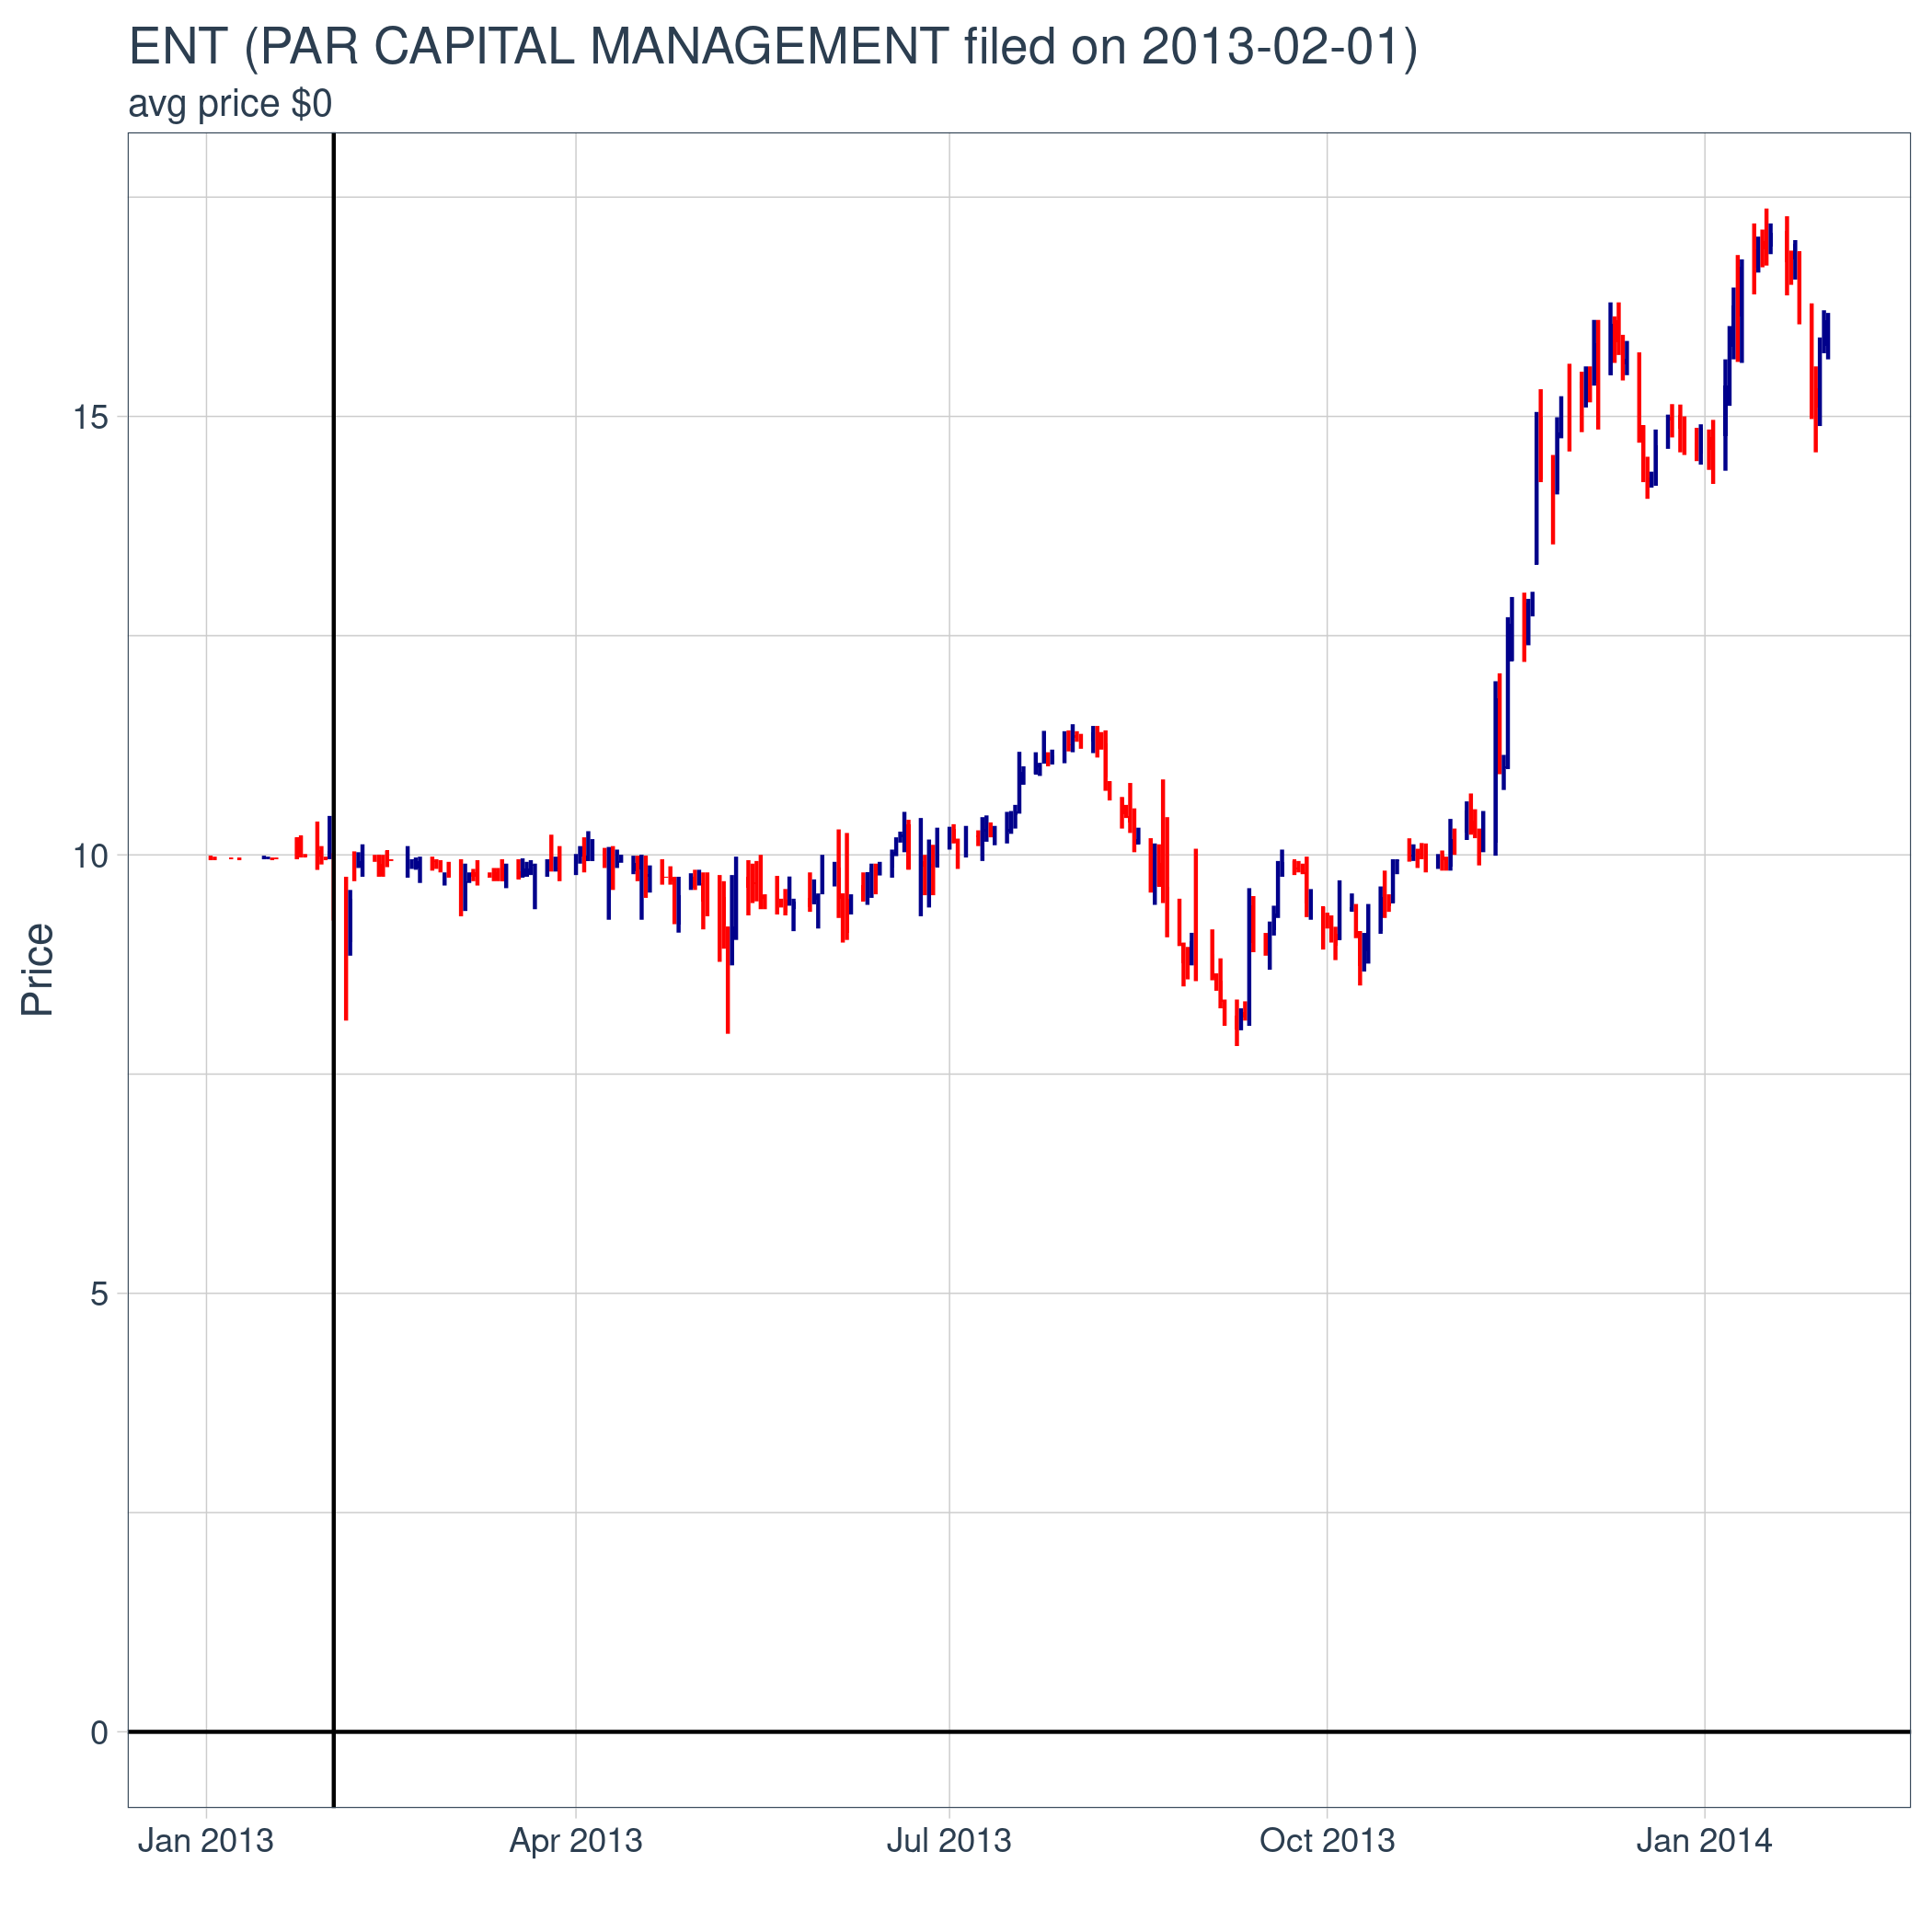 ENT (PAR CAPITAL MANAGEMENT filed on 2013-02-01)
avg price $0
Price
15
10
5
0
Jan 2013 Apr 2013 Jul 2013 Oct 2013 Jan 2014